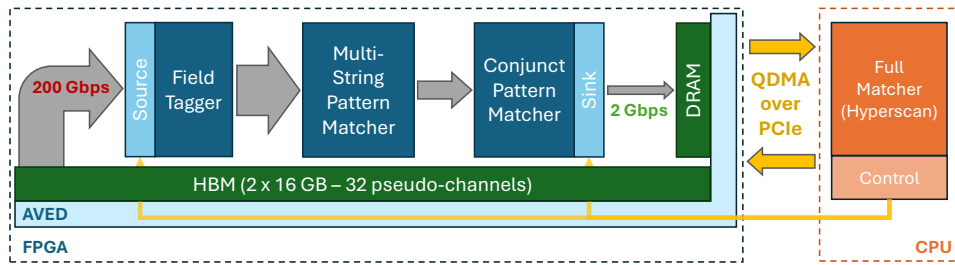 200 Gbps
Source
Field
Tagger
Multi-
String
Pattern
Matcher
Conjunct
Pattern
Matcher
Sink
2 Gbps
DRAM
QDMA
over
PCIe
Full
Matcher
(Hyperscan)
Control
HBM (2 x 16 GB – 32 pseudo-channels)
AVED
FPGA
CPU